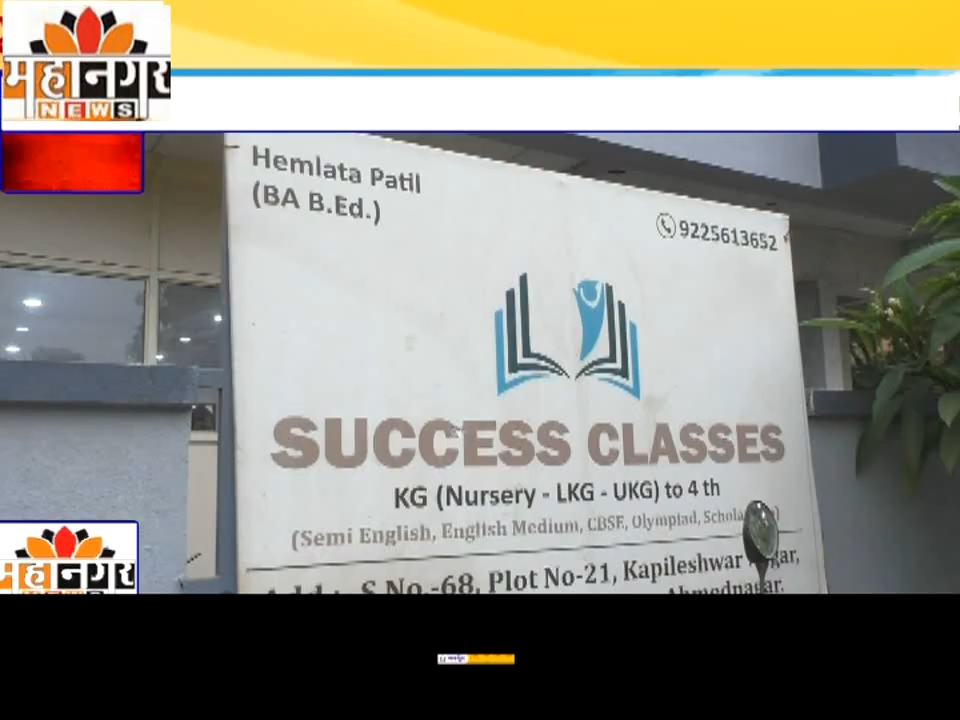 महानगर
NEWS
Hemlata Patil
(BA B.Ed.)
9225613652
SUCCESS CLASSES
KG (Nursery - LKG - UKG) to 4 th
(Semi English, English Medium, CBSE, Olympiad,
S.No.-68, Plot No-21, Kapileshwar
Ahmednagar.
महानगर